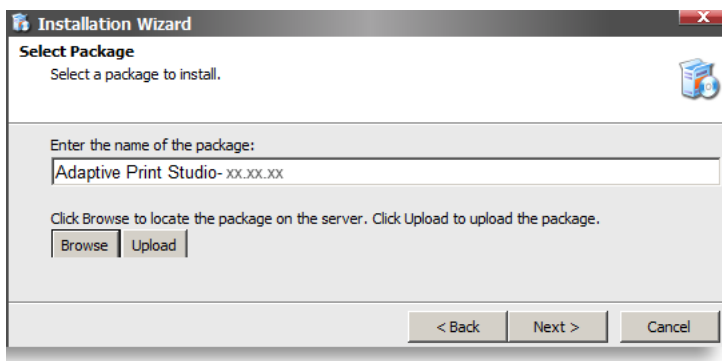 Installation Wizard
Select Package
Select a package to install.
Enter the name of the package:
Adaptive Print Studio- xx.xx.xx
Click Browse to locate the package on the server. Click Upload to upload the package.
Browse Upload
< Back Next > Cancel